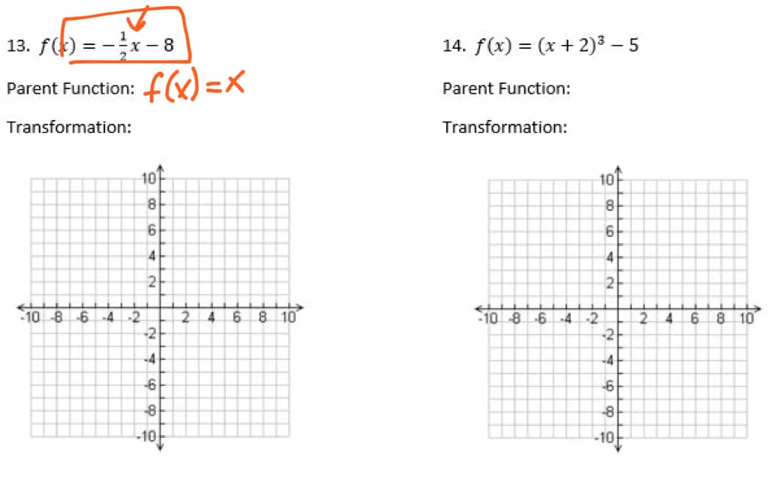 13. f(x) = −1/2x − 8
Parent Function: f(x)=x
Transformation:
10
8
6
4
2
-10 -8 -6 -4 -2 2 4 6 8 10
-2
-4
-6
-8
-10
14. f(x) = (x + 2)³ − 5
Parent Function:
Transformation:
10
8
6
4
2
-10 -8 -6 -4 -2 2 4 6 8 10
-2
-4
-6
-8
-10